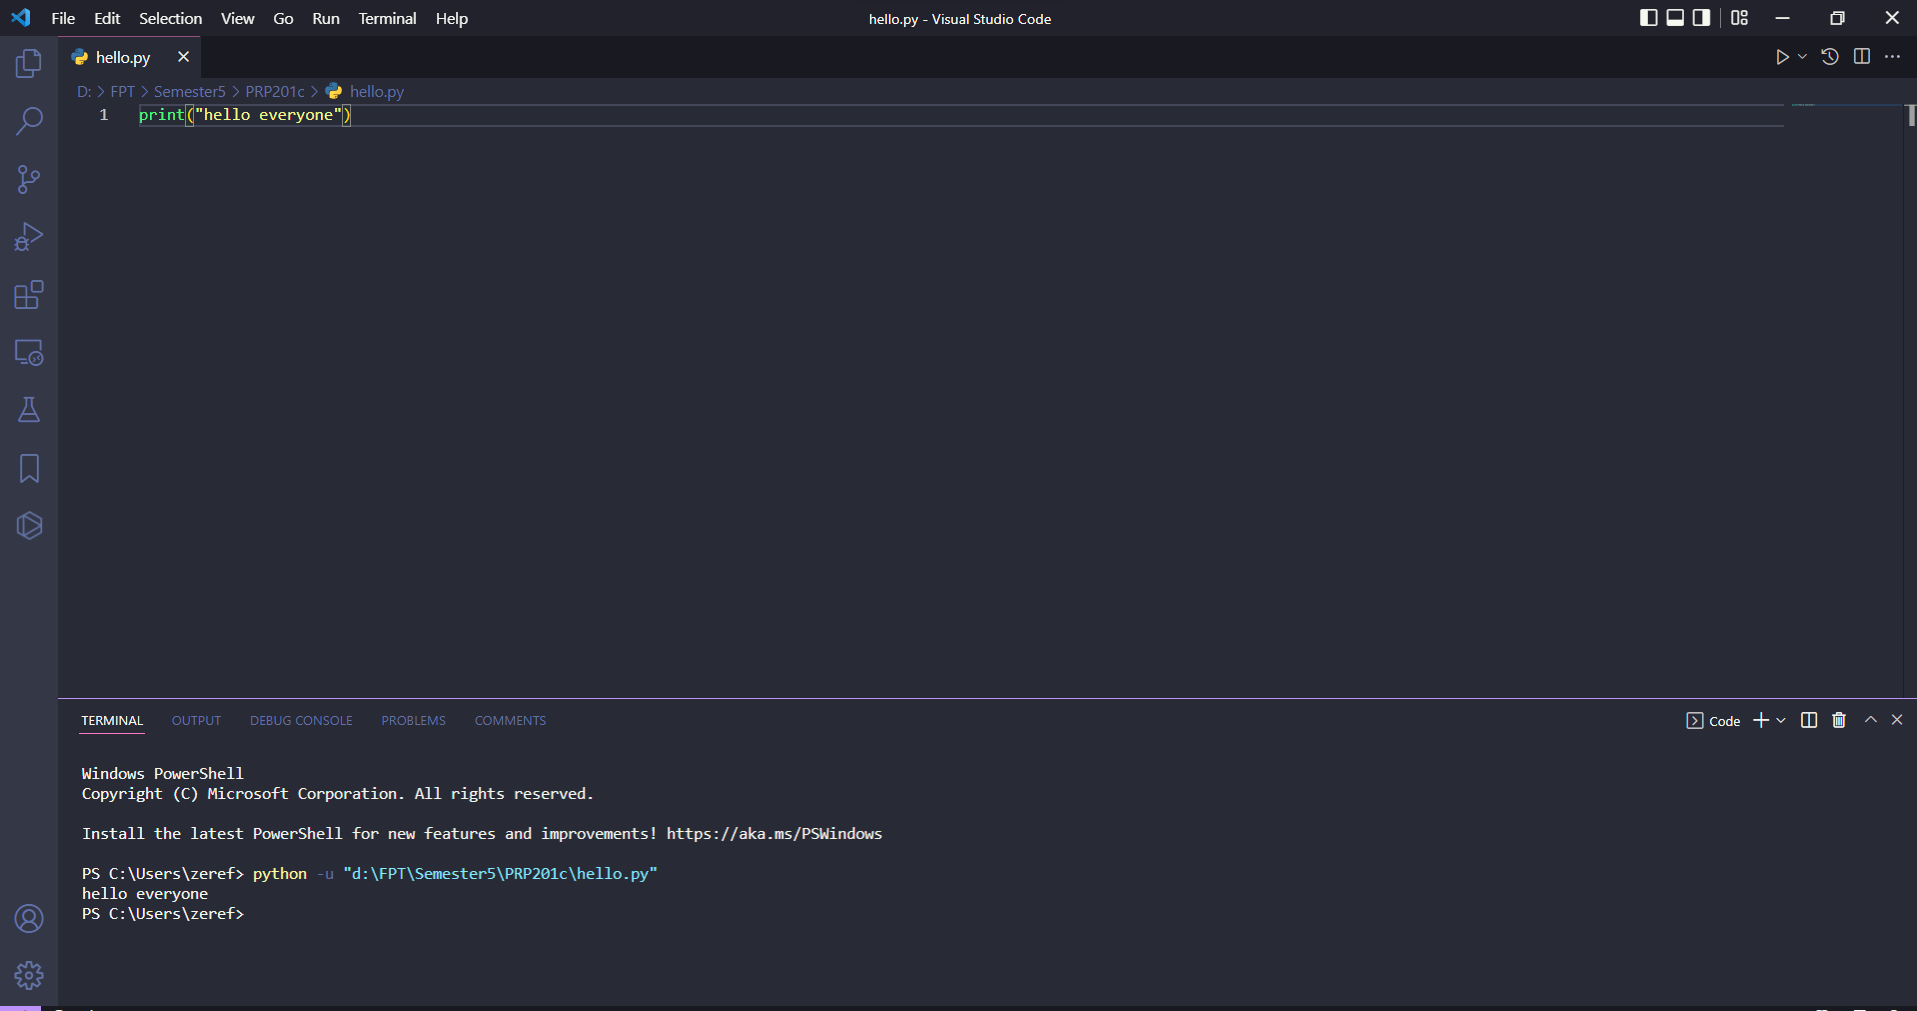 File Edit Selection View Go Run Terminal Help
hello.py - Visual Studio Code
hello.py
D: > FPT > Semester5 > PRP201c > hello.py
1 print("hello everyone")
TERMINAL OUTPUT DEBUG CONSOLE PROBLEMS COMMENTS
Code
Windows PowerShell
Copyright (C) Microsoft Corporation. All rights reserved.
Install the latest PowerShell for new features and improvements! https://aka.ms/PSWindows
PS C:\Users\zeref> python -u "d:\FPT\Semester5\PRP201c\hello.py"
hello everyone
PS C:\Users\zeref>